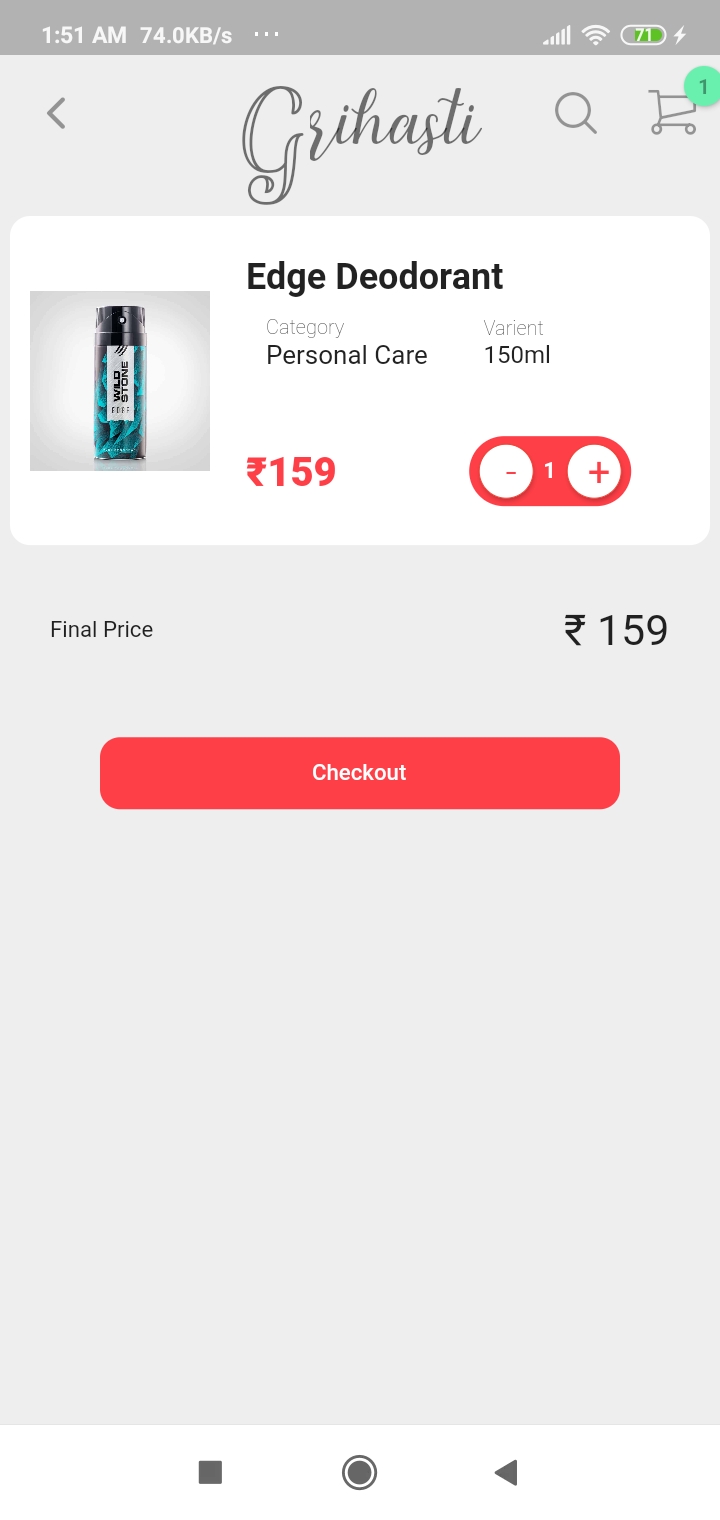 1:51 AM 74.0KB/s ... 71
Grihasti
1
Edge Deodorant
Category Varient
Personal Care 150ml
WILD
STONE
EDGE
₹159 - 1 +
Final Price ₹ 159
Checkout